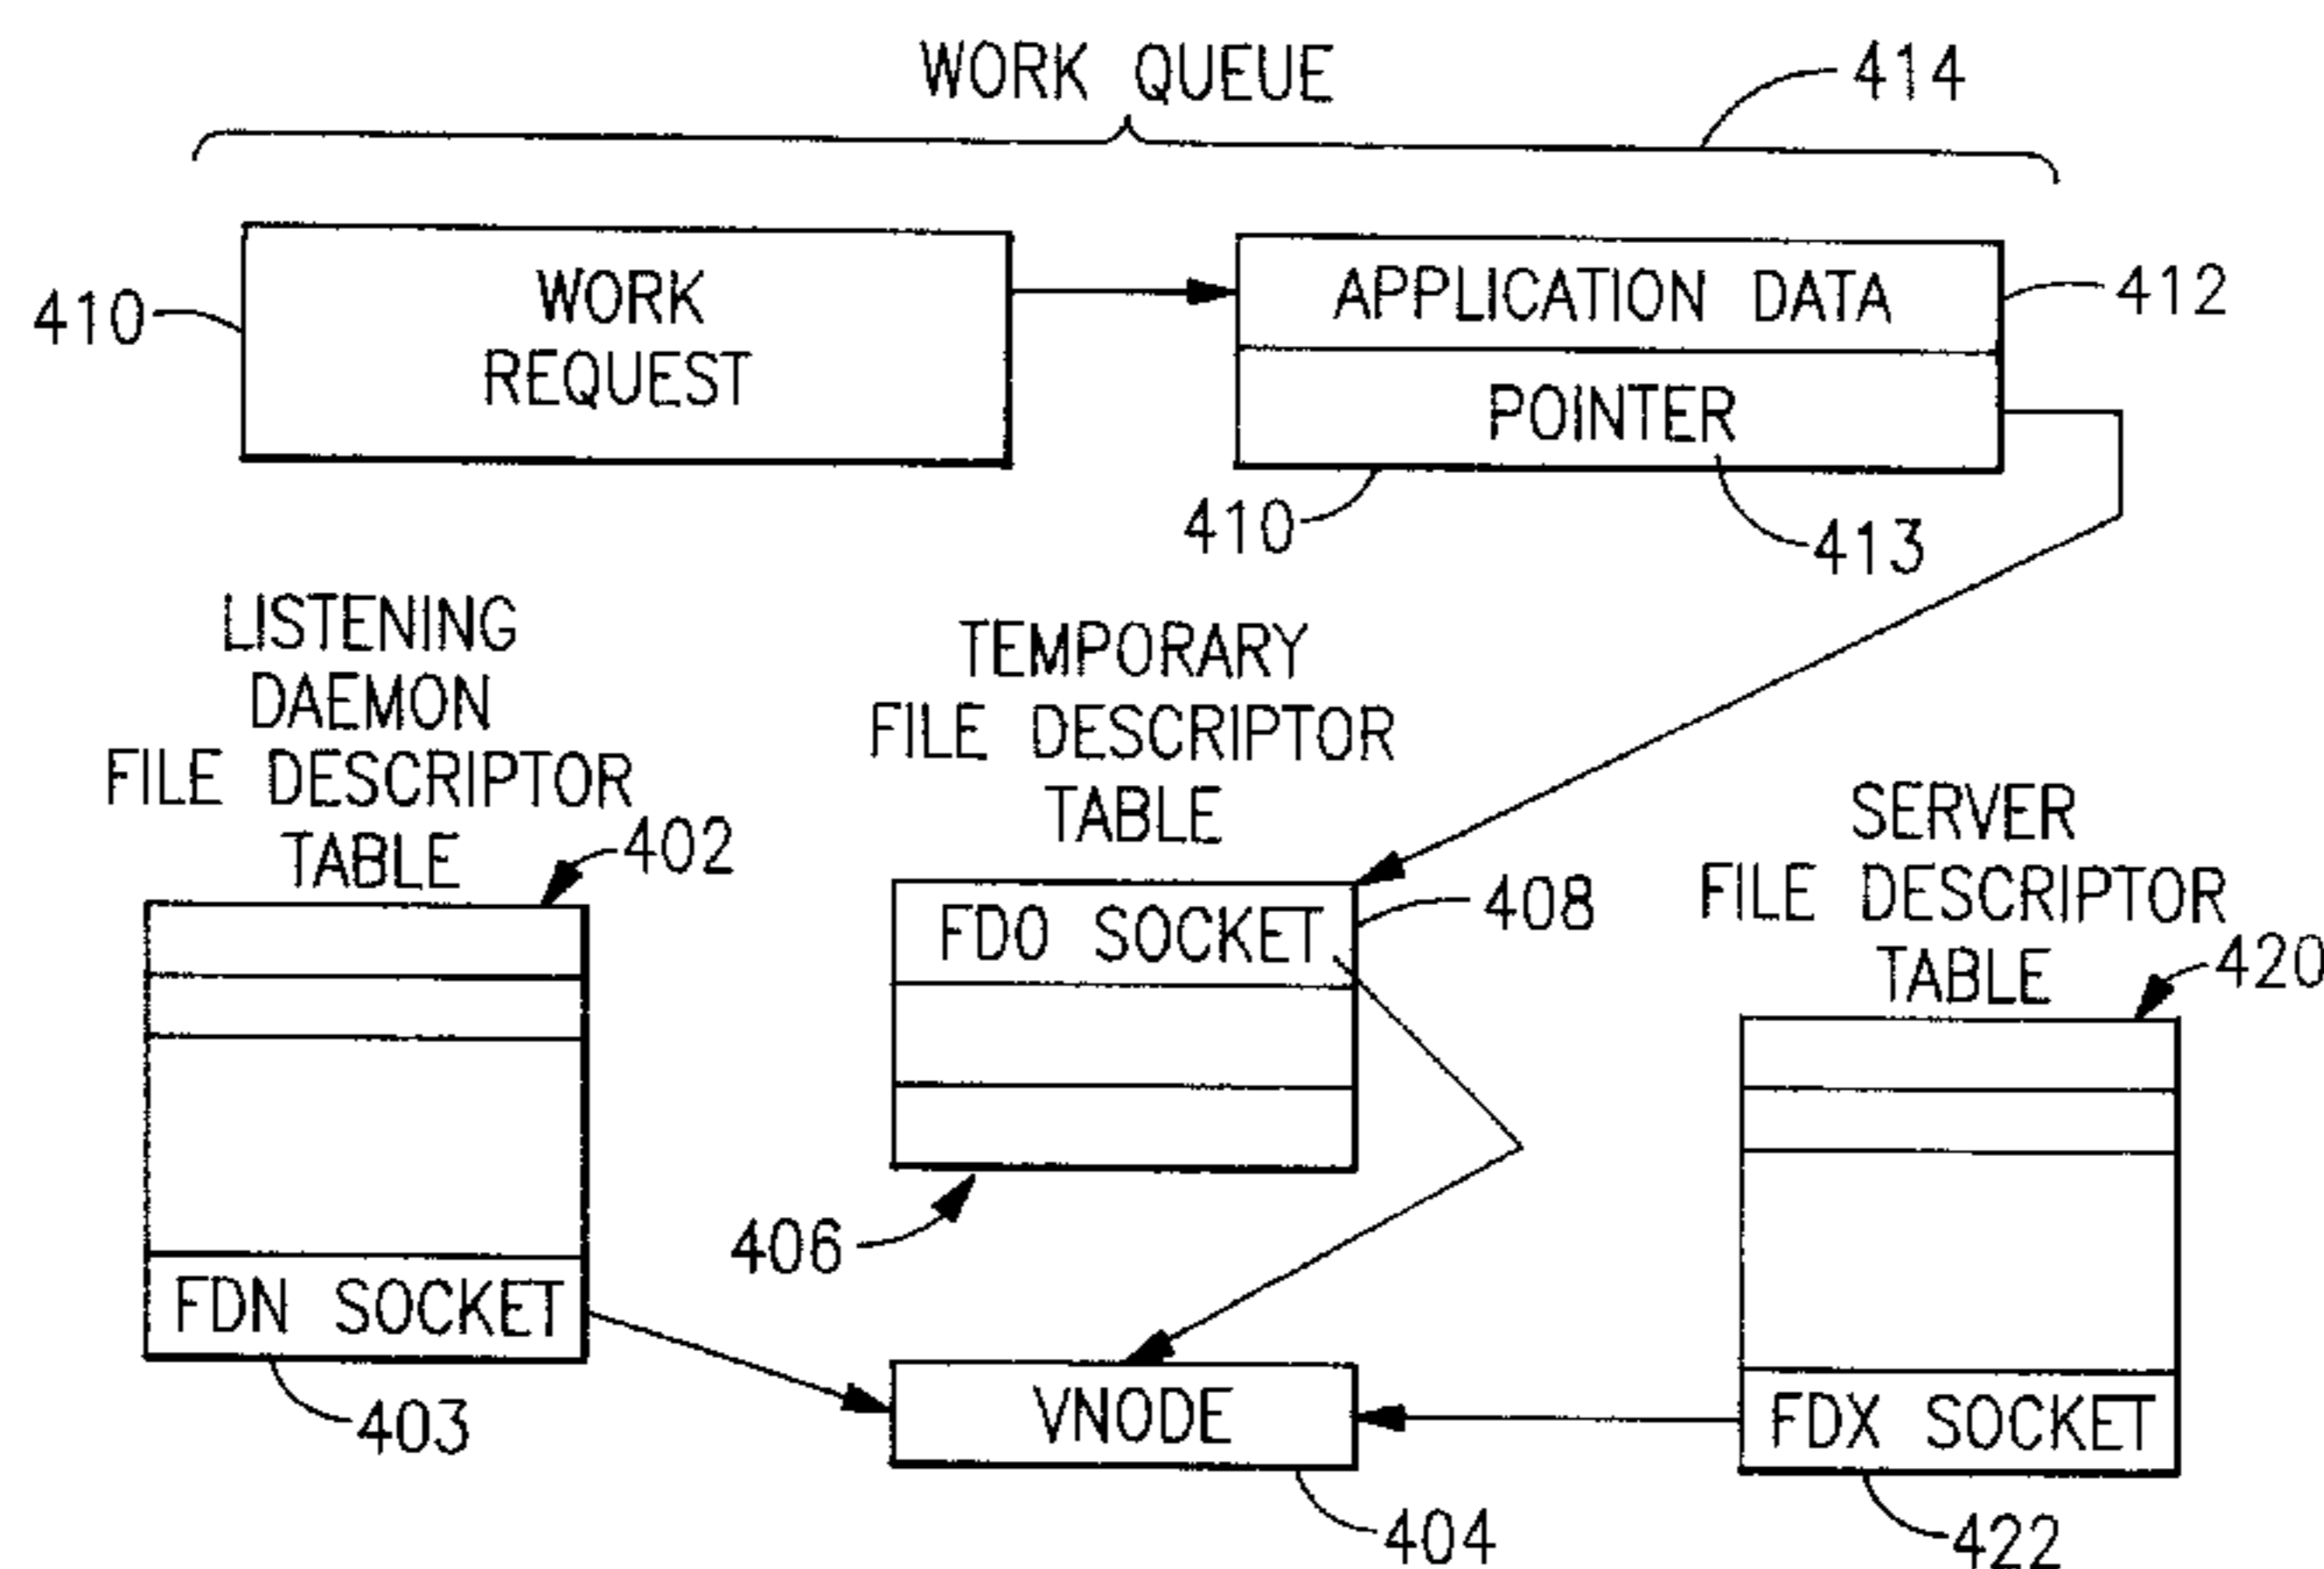 WORK QUEUE
414
WORK
REQUEST
410
APPLICATION DATA
412
POINTER
410
413
LISTENING
DAEMON
FILE DESCRIPTOR
TABLE
402
TEMPORARY
FILE DESCRIPTOR
TABLE
SERVER
FILE DESCRIPTOR
TABLE
420
FD0 SOCKET
408
406
FDN SOCKET
403
VNODE
404
FDX SOCKET
422